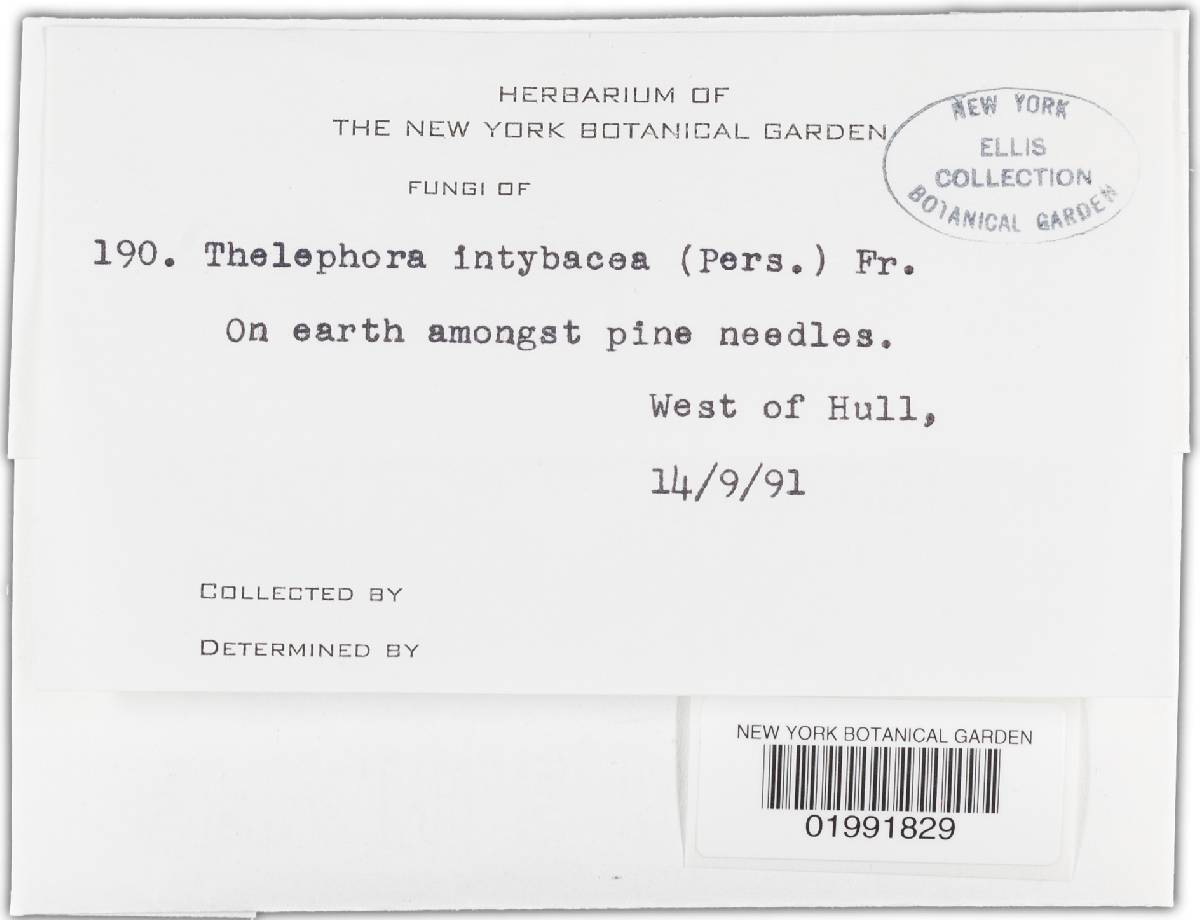 HERBARIUM OF
THE NEW YORK BOTANICAL GARDEN
FUNGI OF
NEW YORK
ELLIS
COLLECTION
BOTANICAL GARDEN
190. Thelephora intybacea (Pers.) Fr.
On earth amongst pine needles.
West of Hull,
14/9/91
COLLECTED BY
DETERMINED BY
NEW YORK BOTANICAL GARDEN
01991829